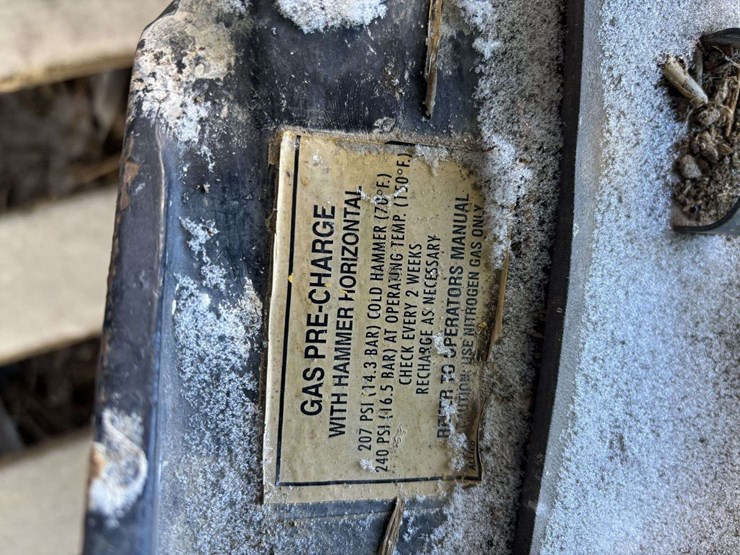 GAS PRE-CHARGE
WITH HAMMER HORIZONTAL
207 PSI (14.3 BAR) COLD HAMMER (70°F.)
240 PSI (16.5 BAR) AT OPERATING TEMP. (150°F.)
CHECK EVERY 2 WEEKS
RECHARGE AS NECESSARY
REFER TO OPERATORS MANUAL
USE NITROGEN GAS ONLY